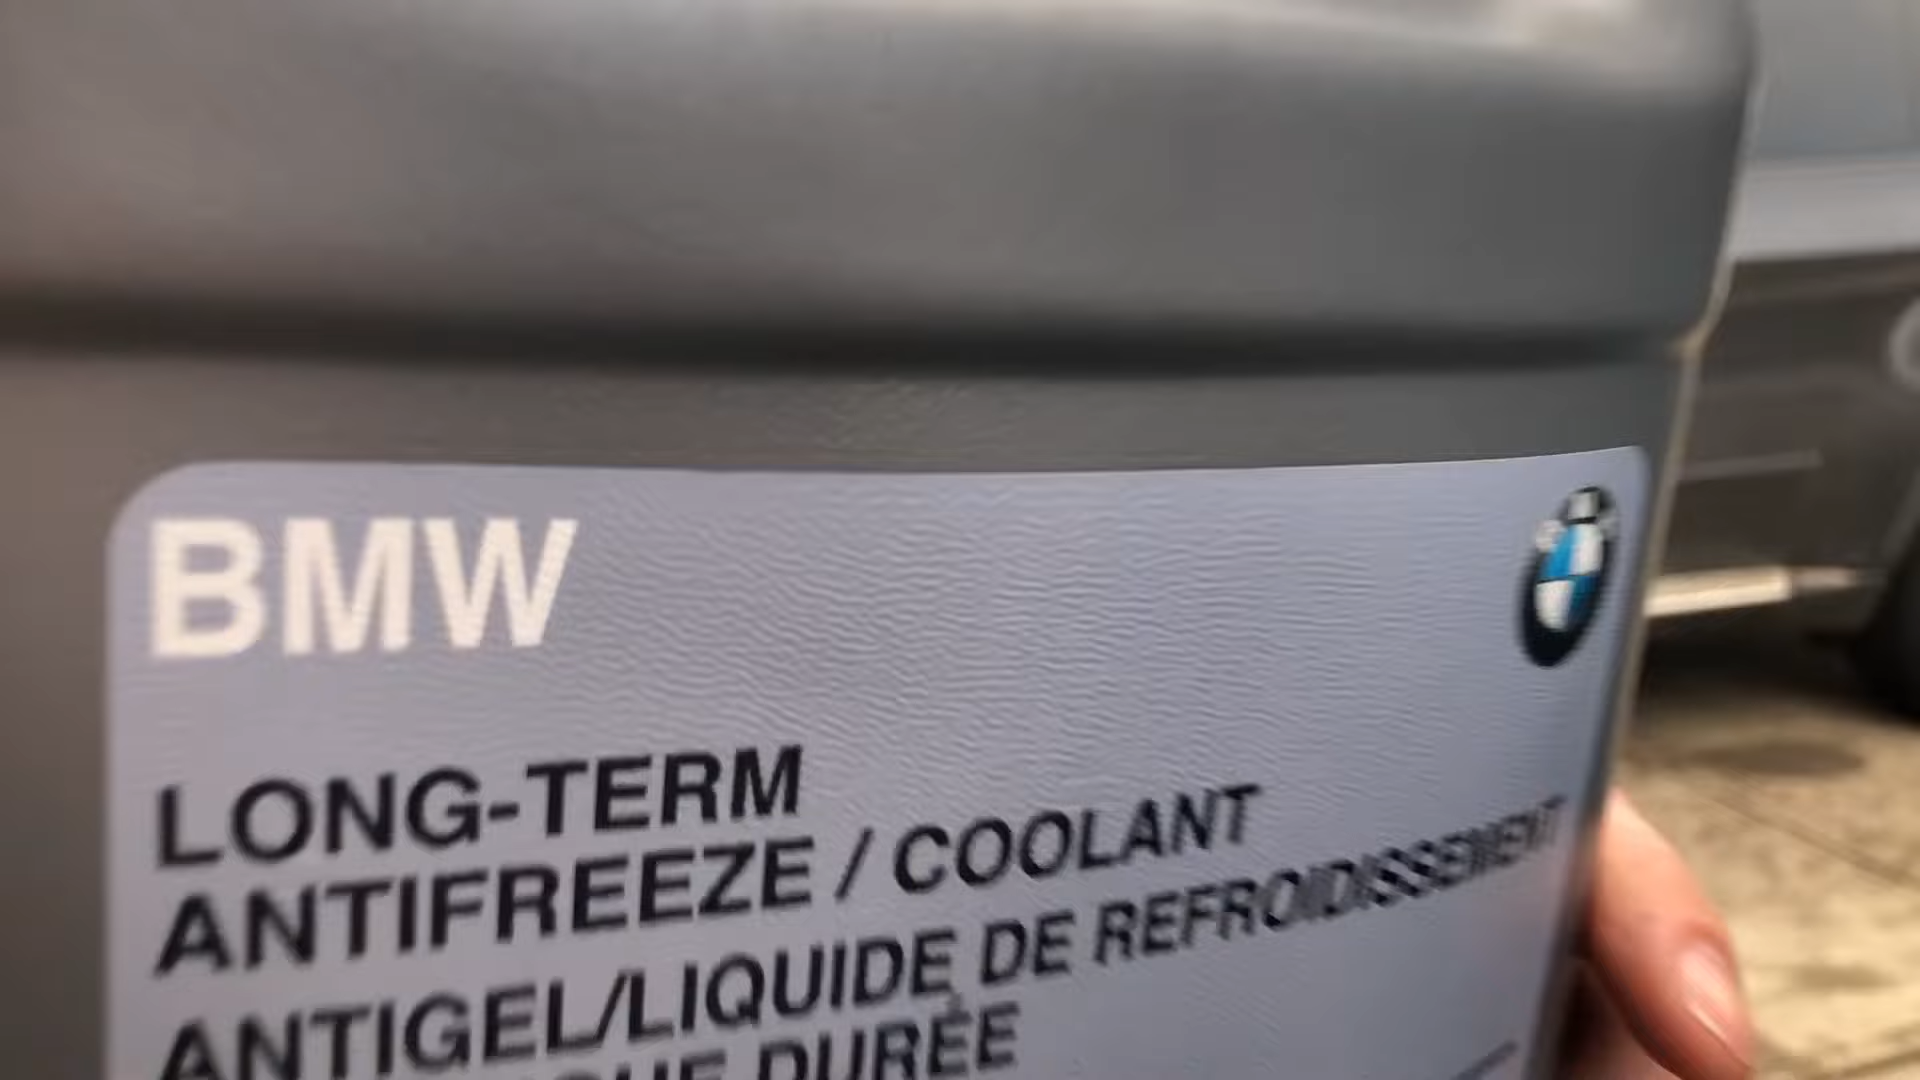 BMW
LONG-TERM
ANTIFREEZE / COOLANT
ANTIGEL/LIQUIDE DE REFROIDISSEMENT
DURÉE